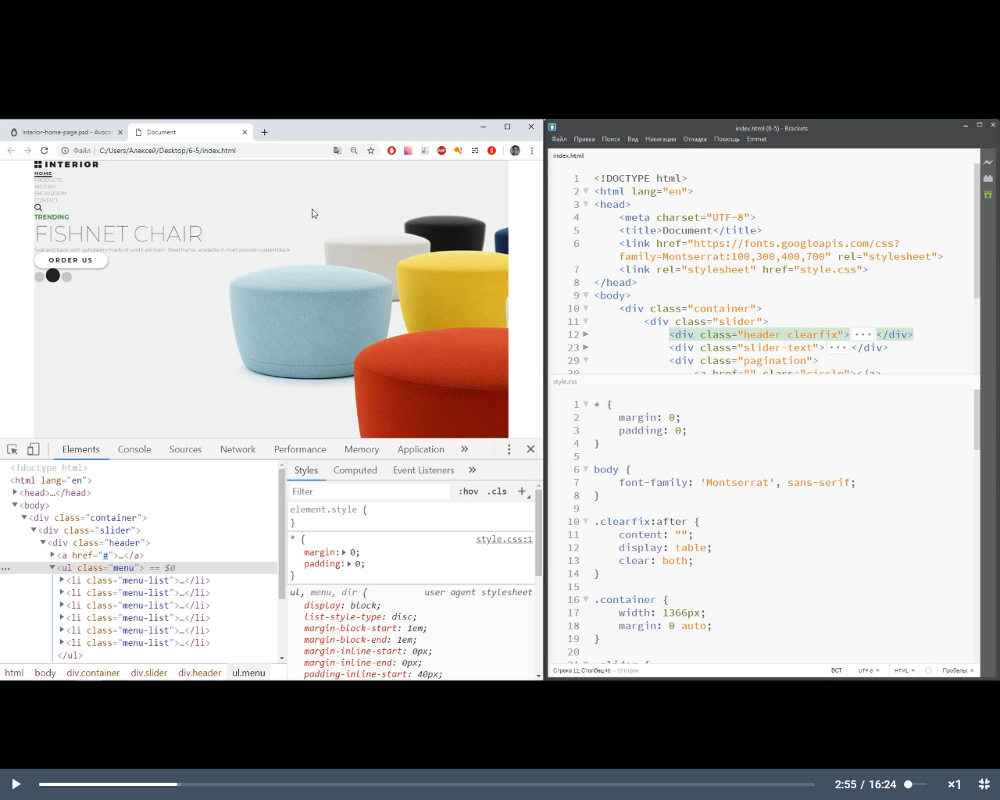 interior-home-page.psd - Avoco
Document
Файл
C:/Users/Алексей/Desktop/6-5/index.html
INTERIOR
HOME
PRODUCTS
HISTORY
SHOWROOM
CONTACT
TRENDING
FISHNET CHAIR
Seat and back with upholstery made of cold cure foam. Steel frame, available in matt powder-coated black
ORDER US
Elements
Console
Sources
Network
Performance
Memory
Application
<!doctype html>
<html lang="en">
<head>…</head>
<body>
<div class="container">
<div class="slider">
<div class="header">
<a href="#">…</a>
<ul class="menu"> == $0
<li class="menu-list">…</li>
<li class="menu-list">…</li>
<li class="menu-list">…</li>
<li class="menu-list">…</li>
<li class="menu-list">…</li>
<li class="menu-list">…</li>
</ul>
html body div.container div.slider div.header ul.menu
Styles
Computed
Event Listeners
Filter
:hov .cls +
element.style {
}
* { style.css:1
margin: 0;
padding: 0;
}
ul, menu, dir { user agent stylesheet
display: block;
list-style-type: disc;
margin-block-start: 1em;
margin-block-end: 1em;
margin-inline-start: 0px;
margin-inline-end: 0px;
padding-inline-start: 40px;
index.html (6-5) - Brackets
Файл Правка Поиск Вид Навигация Отладка Помощь Emmet
index.html
1 <!DOCTYPE html>
2 <html lang="en">
3 <head>
4 <meta charset="UTF-8">
5 <title>Document</title>
6 <link href="https://fonts.googleapis.com/css?
family=Montserrat:100,300,400,700" rel="stylesheet">
7 <link rel="stylesheet" href="style.css">
8 </head>
9 <body>
10 <div class="container">
11 <div class="slider">
12 <div class="header clearfix"> ··· </div>
23 <div class="slider-text"> ··· </div>
29 <div class="pagination">
30 <a href="" class="circle"></a>
style.css
1 * {
2 margin: 0;
3 padding: 0;
4 }
5
6 body {
7 font-family: 'Montserrat', sans-serif;
8 }
9
10 .clearfix:after {
11 content: "";
12 display: table;
13 clear: both;
14 }
15
16 .container {
17 width: 1366px;
18 margin: 0 auto;
19 }
20
21 .slider {
Строка 12, Столбец 40 — 37 строк
ВСТ
UTF-8
HTML
Пробелы: 4
2:55 / 16:24
×1